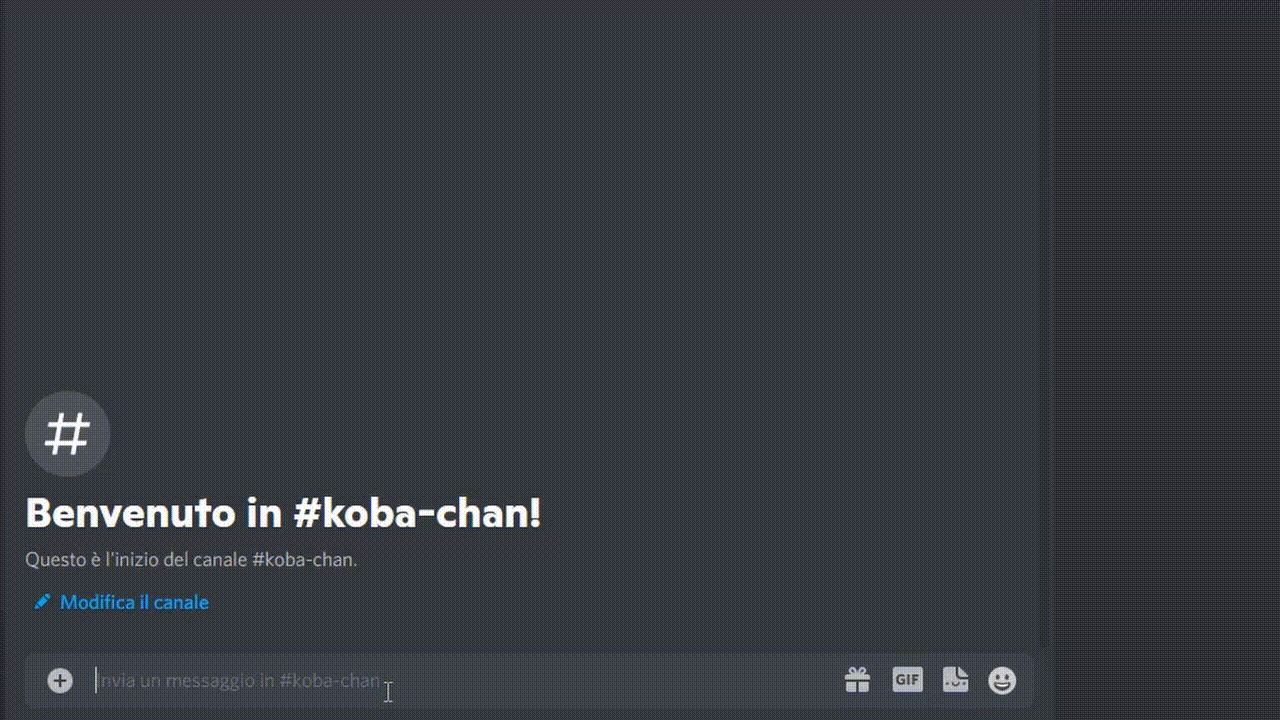 #
Benvenuto in #koba-chan!
Questo è l'inizio del canale #koba-chan.
Modifica il canale
Invia un messaggio in #koba-chan
GIF